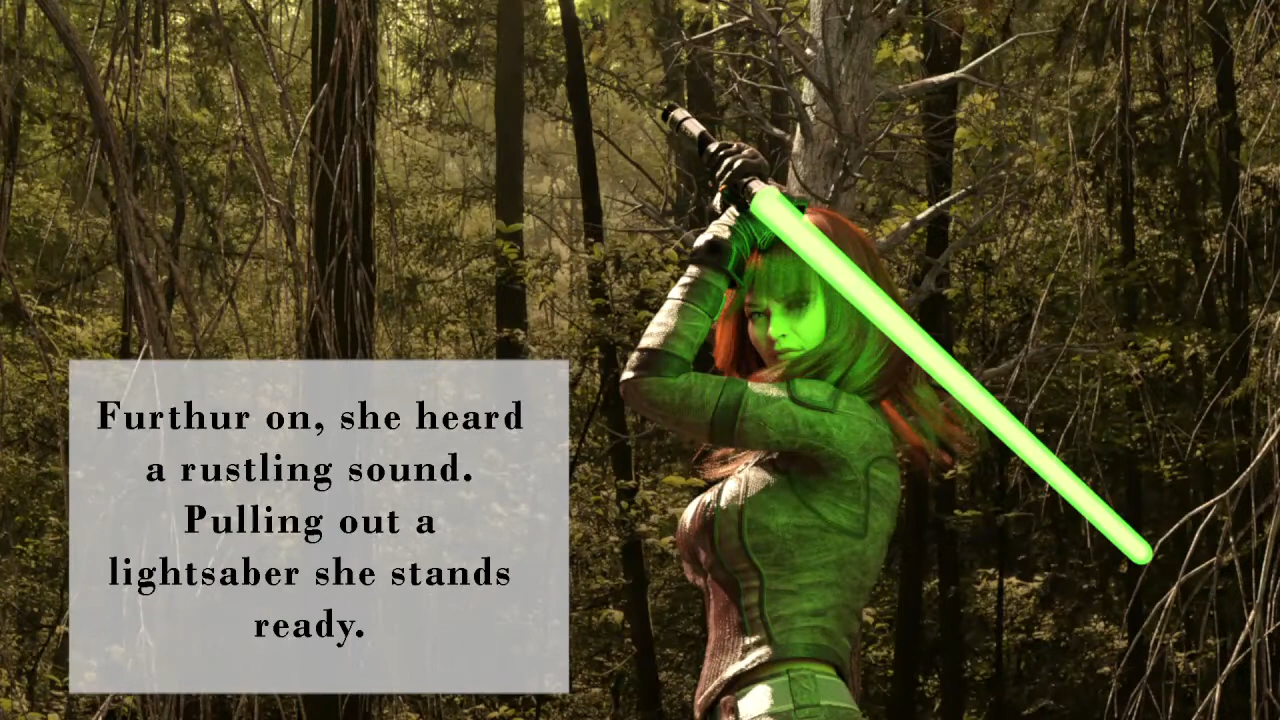 Furthur on, she heard
a rustling sound.
Pulling out a
lightsaber she stands
ready.